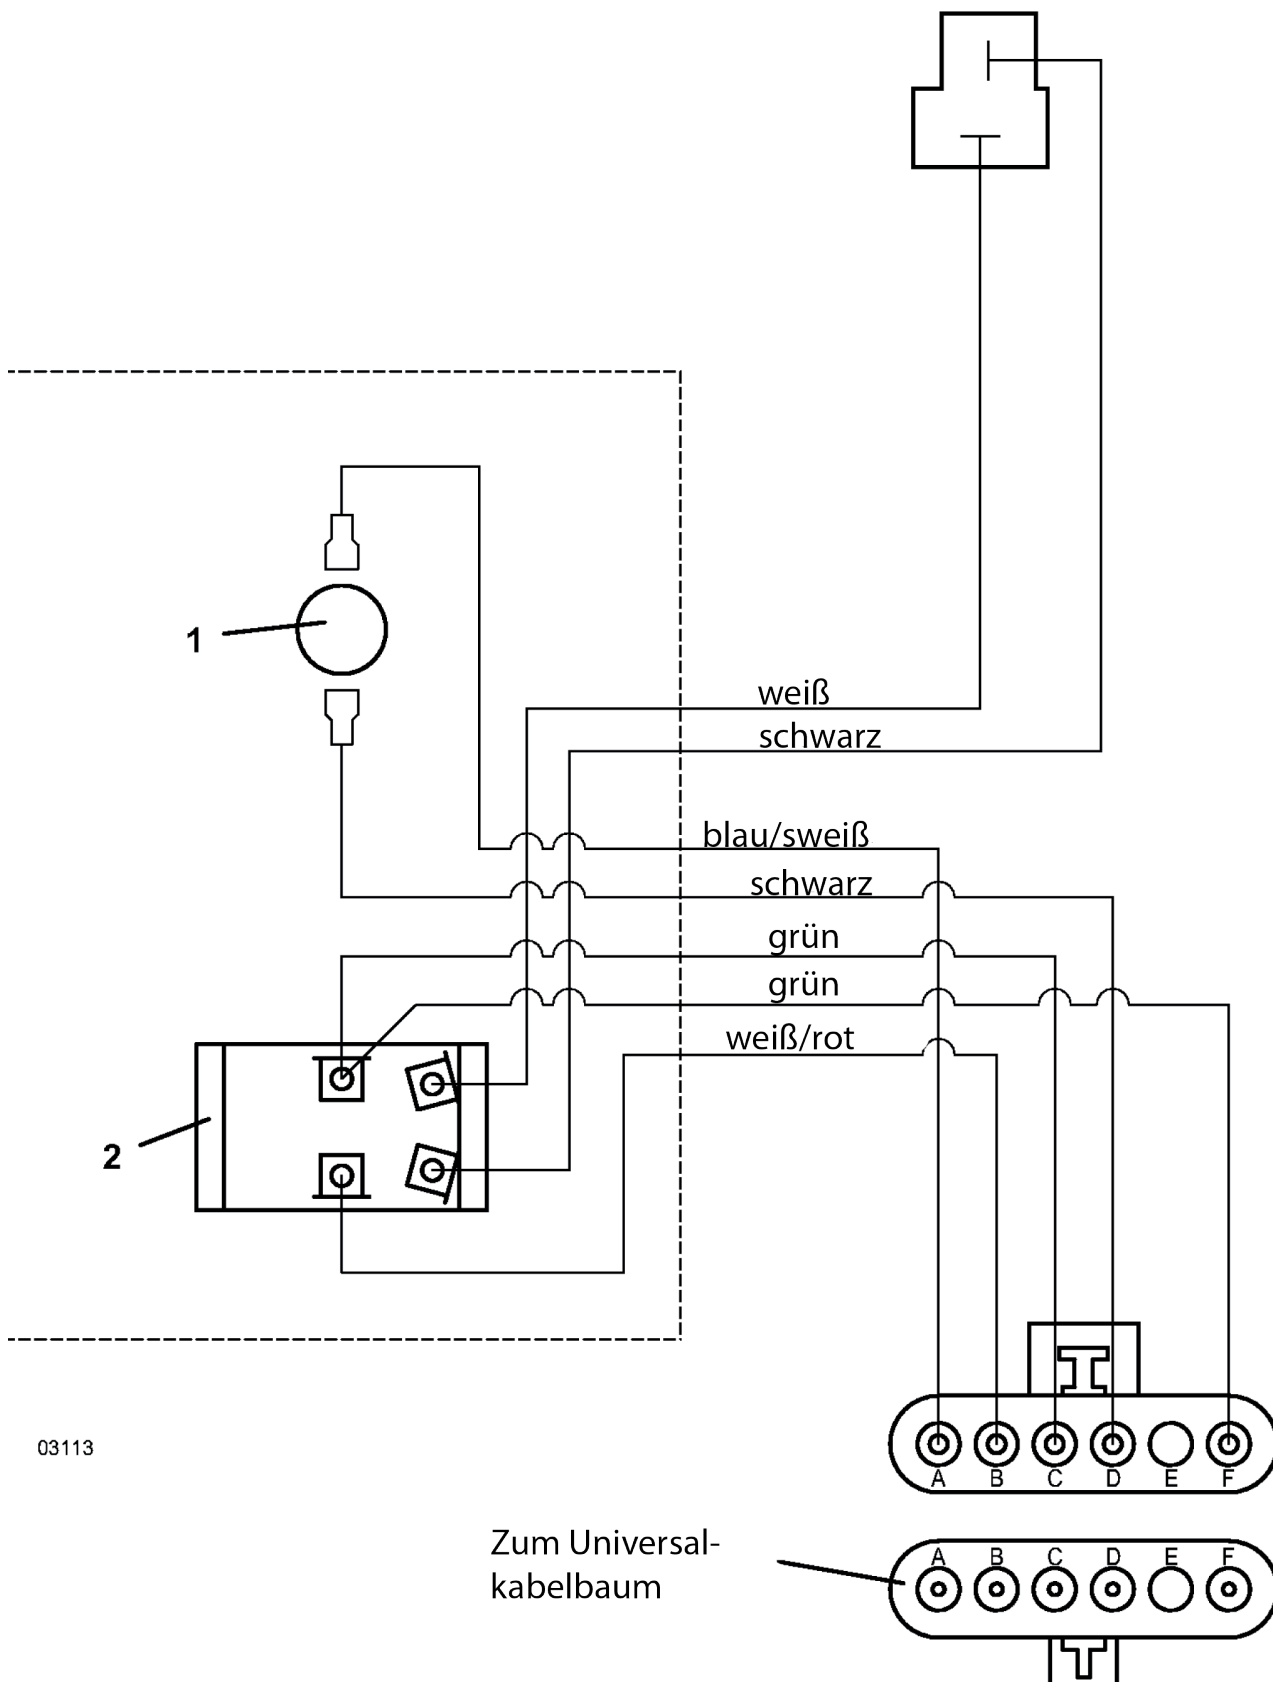 1
weiß
schwarz
blau/sweiß
schwarz
grün
grün
weiß/rot
2
03113
A B C D E F
Zum Universal-
kabelbaum
A B C D E F